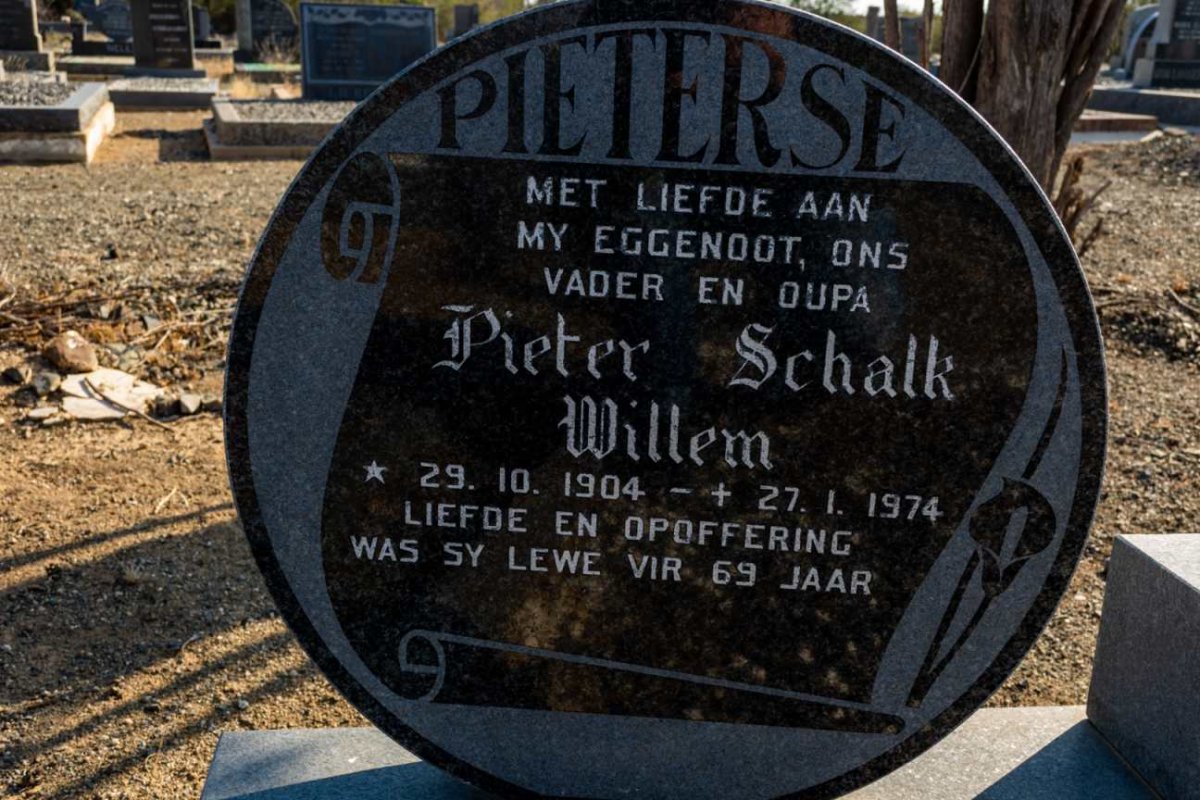 PIETERSE
MET LIEFDE AAN
MY EGGENOOT, ONS
VADER EN OUPA
Pieter Schalk
Willem
★ 29. 10. 1904 – + 27. 1. 1974
LIEFDE EN OPOFFERING
WAS SY LEWE VIR 69 JAAR